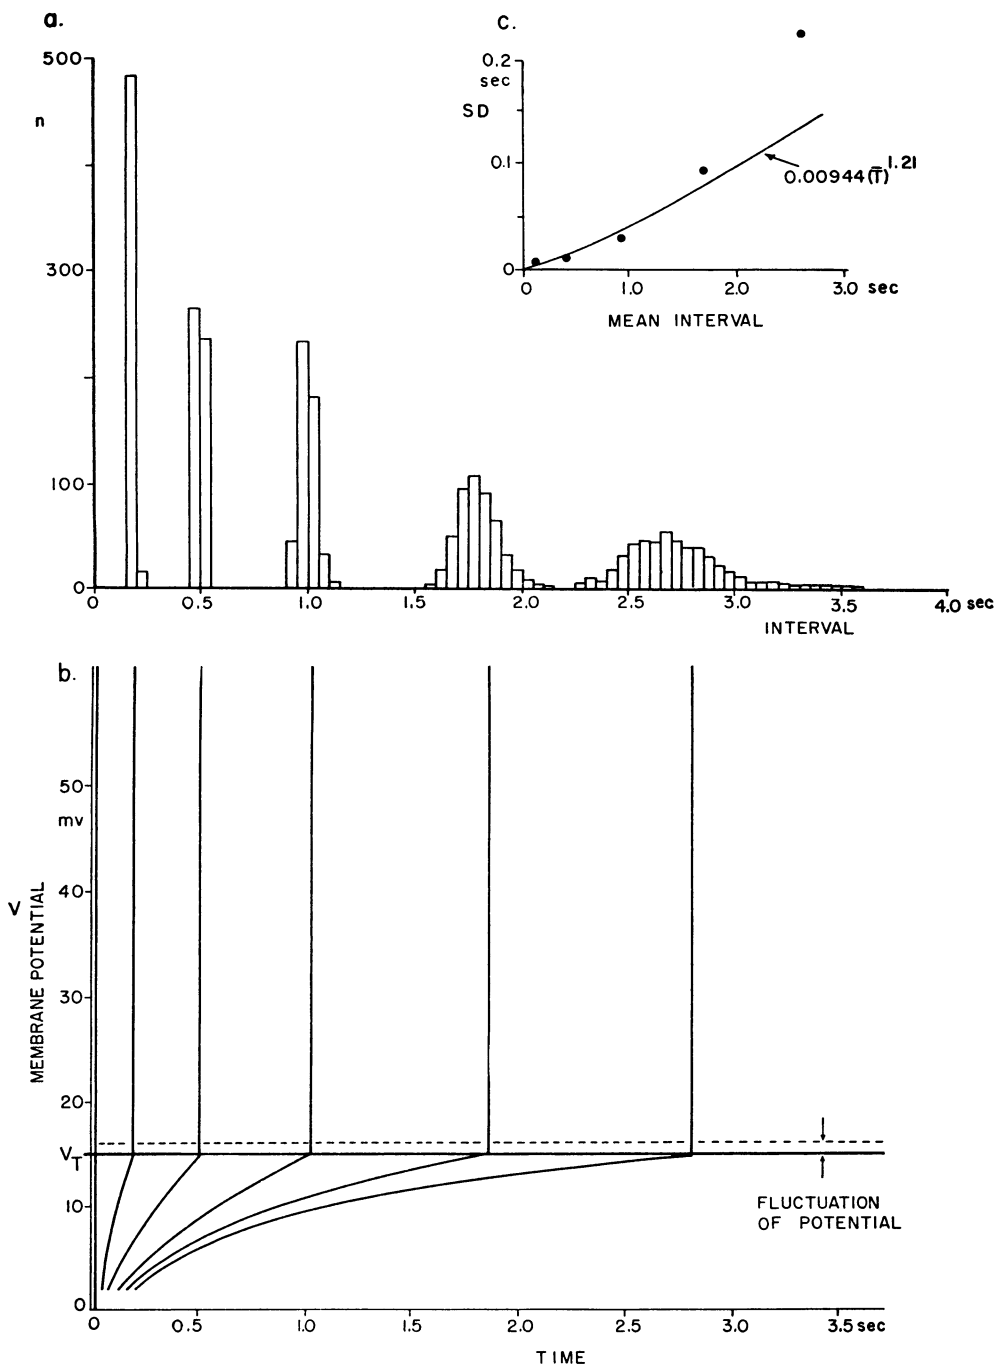 a.
500
n
300
100
0
0 0.5 1.0 1.5 2.0 2.5 3.0 3.5 4.0 sec
INTERVAL
c.
0.2
sec
SD
0.1
0
0.00944(T̄)^1.21
0 1.0 2.0 3.0 sec
MEAN INTERVAL
b.
50
mv
40
V
MEMBRANE POTENTIAL
30
20
V_T
10
0
FLUCTUATION
OF POTENTIAL
0 0.5 1.0 1.5 2.0 2.5 3.0 3.5 sec
TIME